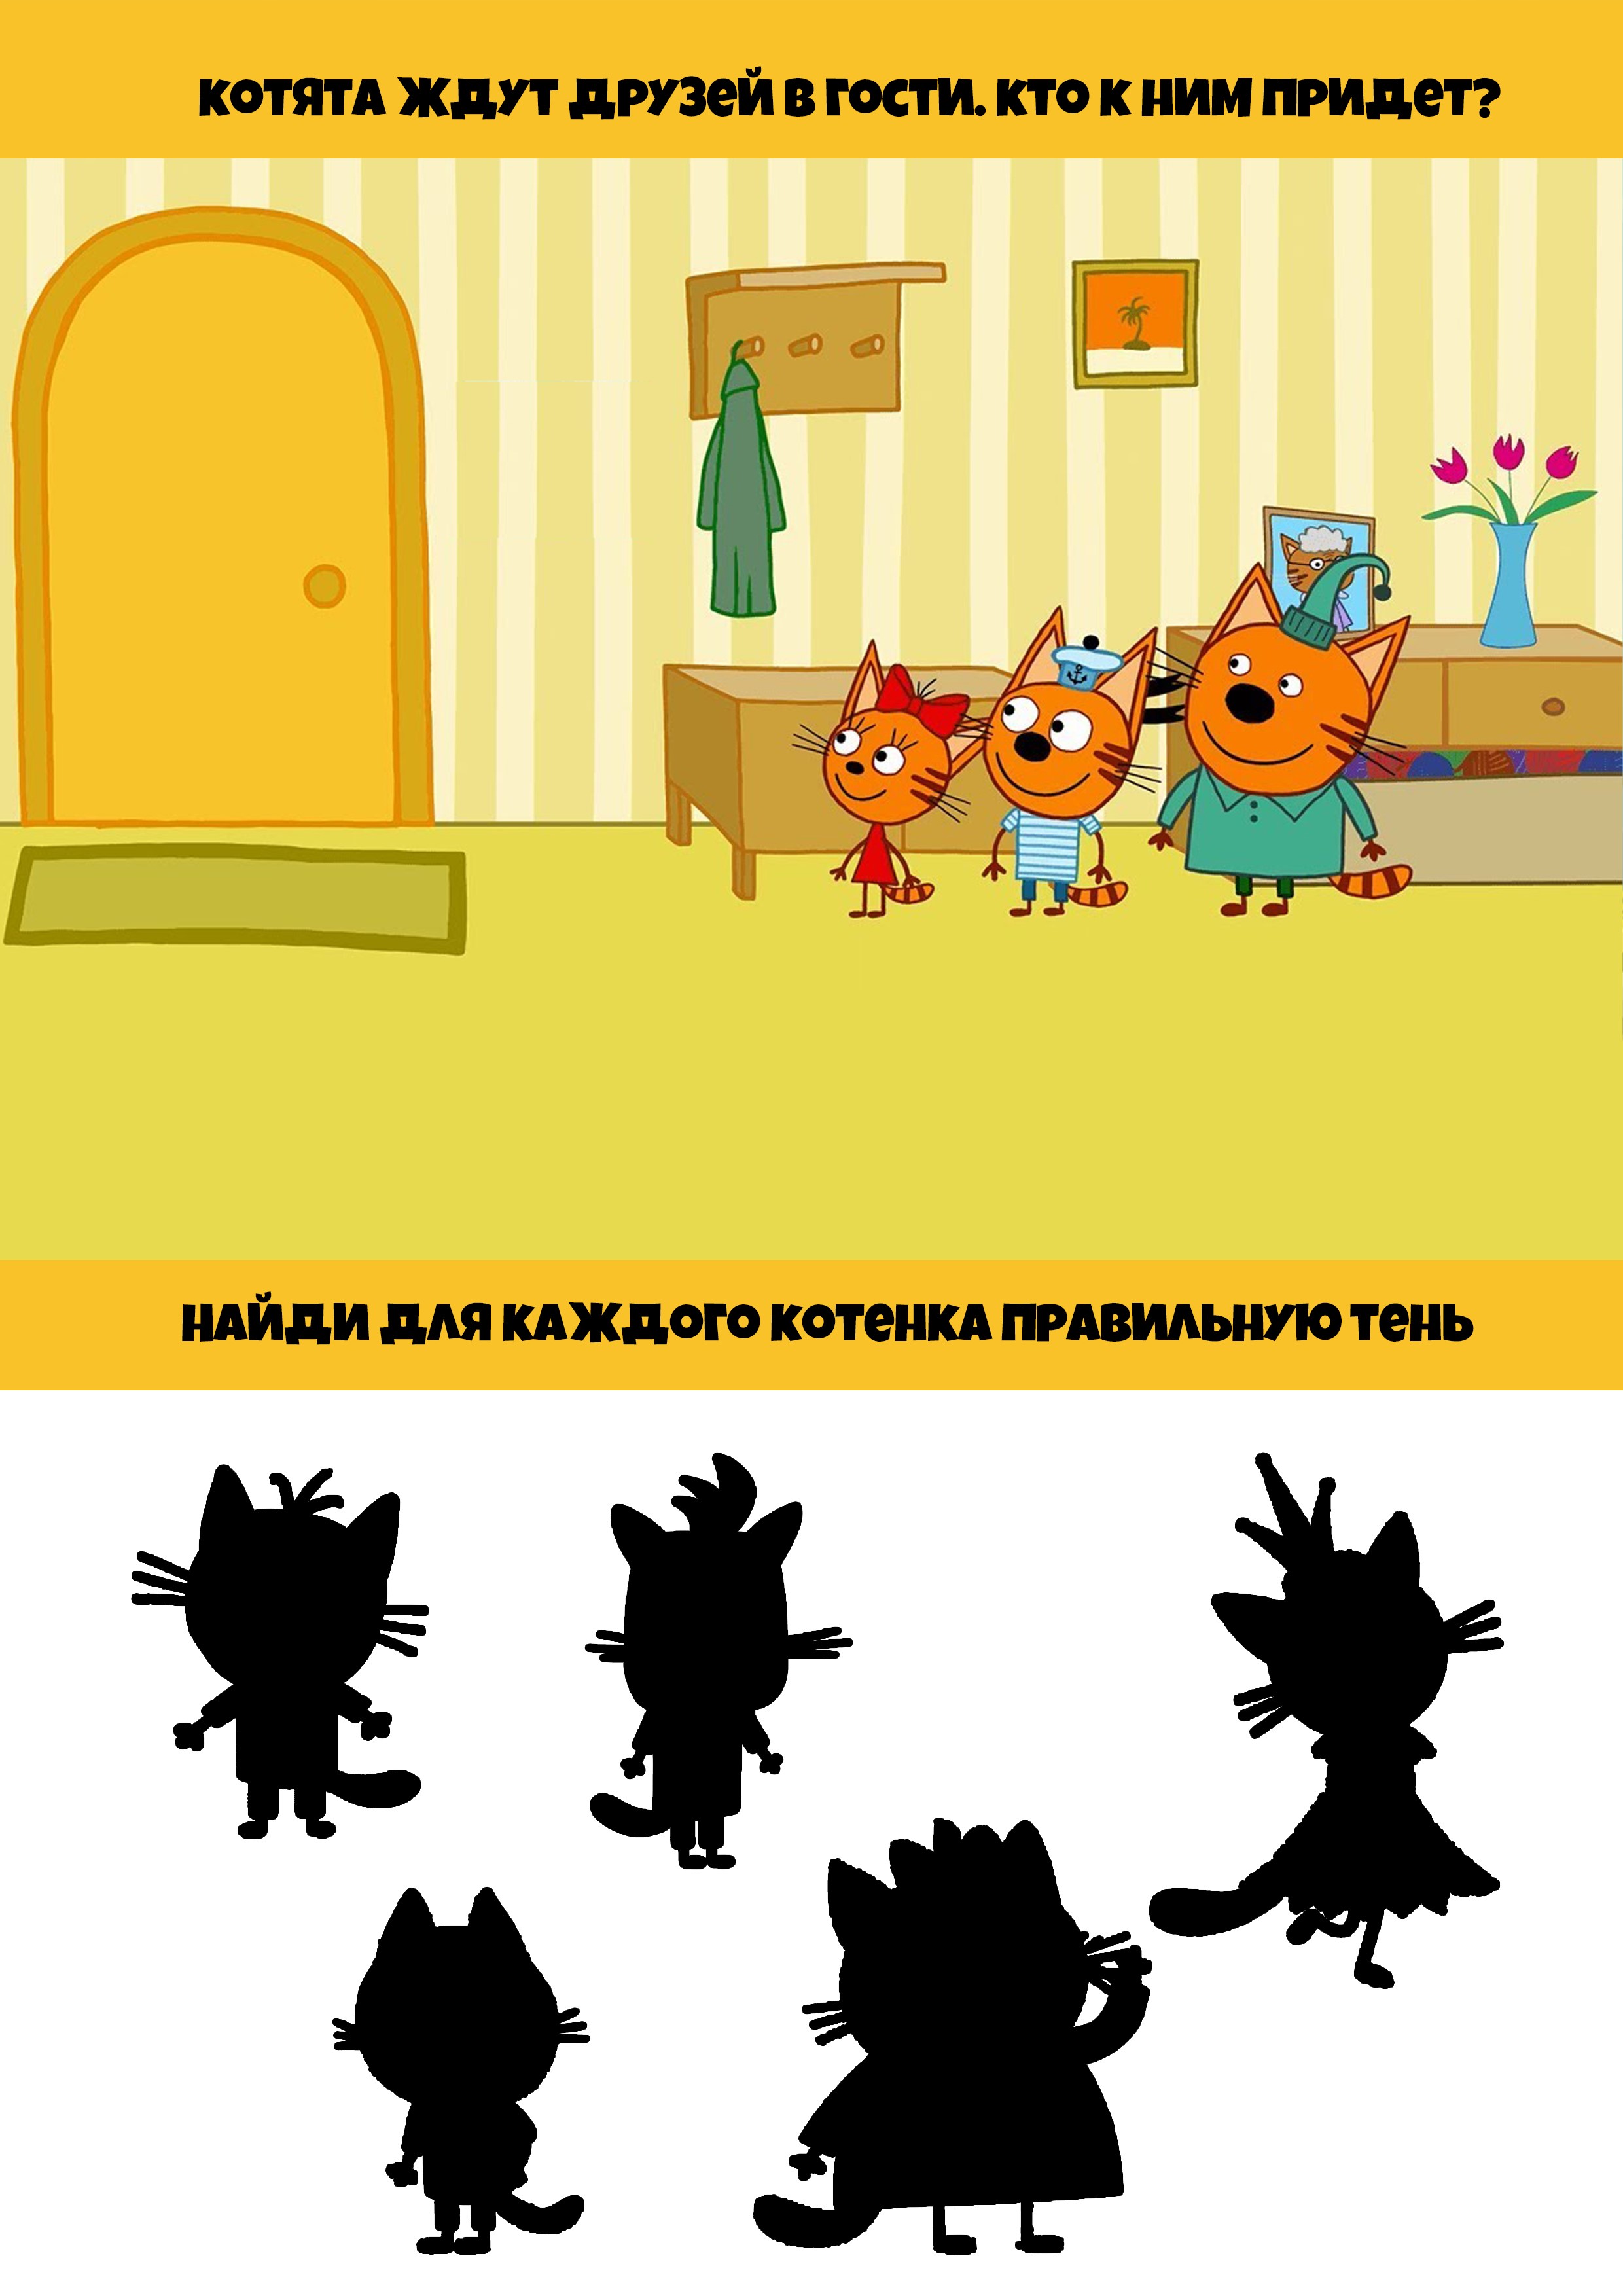 КОТЯТА ЖДУТ ДРУЗЕЙ В ГОСТИ. КТО К НИМ ПРИДЕТ?
НАЙДИ ДЛЯ КАЖДОГО КОТЕНКА ПРАВИЛЬНУЮ ТЕНЬ